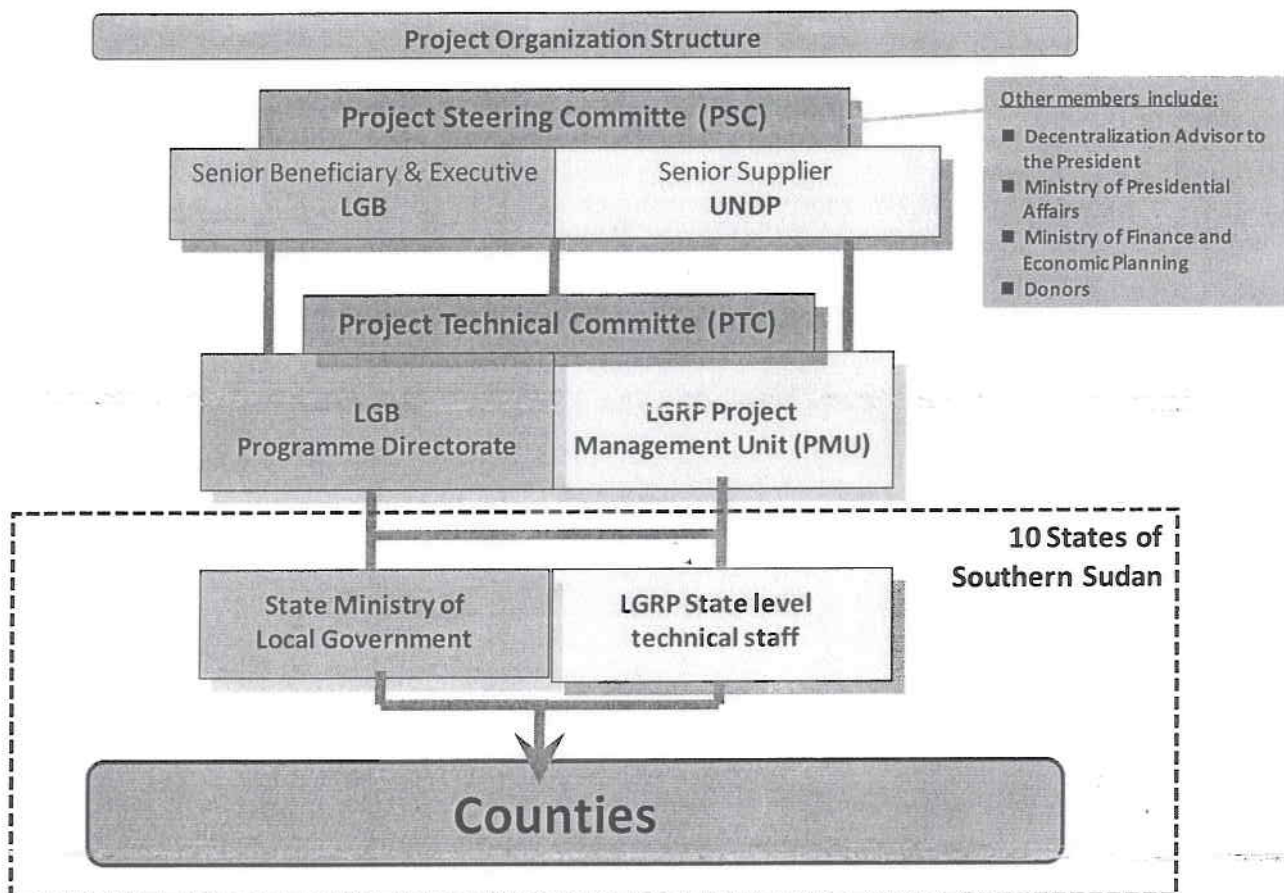 Project Organization Structure
Project Steering Committe (PSC)
Senior Beneficiary & Executive
LGB
Senior Supplier
UNDP
Other members include:
■ Decentralization Advisor to
the President
■ Ministry of Presidential
Affairs
■ Ministry of Finance and
Economic Planning
■ Donors
Project Technical Committe (PTC)
LGB
Programme Directorate
LGRP Project
Management Unit (PMU)
10 States of
Southern Sudan
State Ministry of
Local Government
LGRP State level
technical staff
Counties